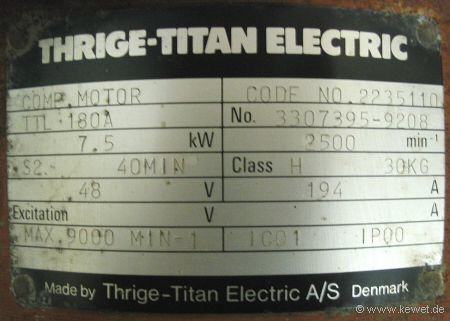 THRIGE-TITAN ELECTRIC
COMP.MOTOR CODE NO.2235110
TTL 180A No. 3307395-9208
7.5 kW 2500 min⁻¹
S2. 40MIN Class H 30KG
48 V 194 A
Excitation V A
MAX.9000 MIN-1 IC01 IP00
Made by Thrige-Titan Electric A/S Denmark
© www.kewet.de